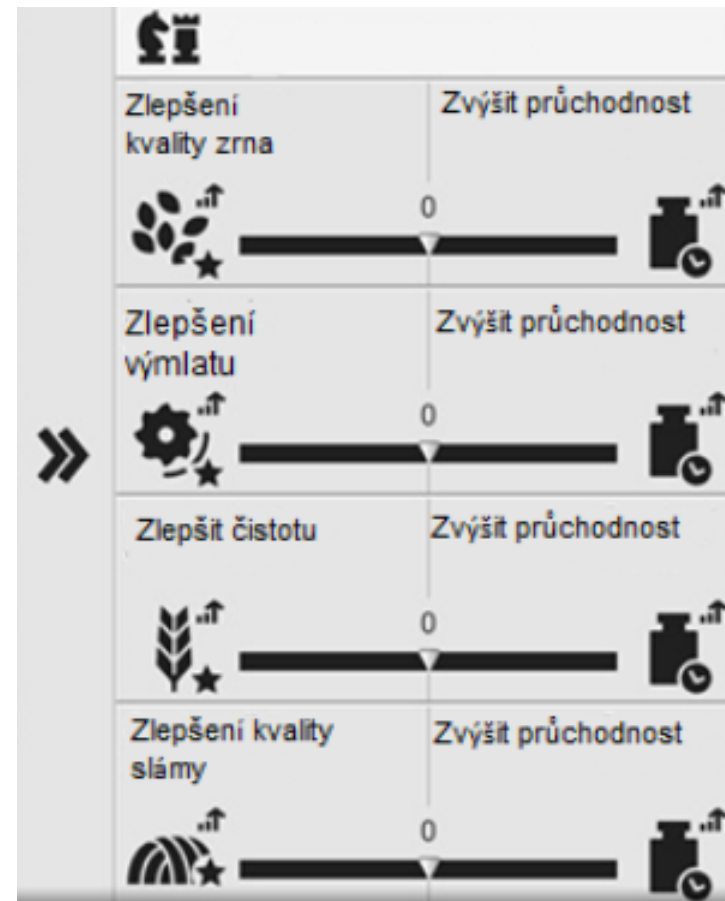 Zlepšení
kvality zrna
Zvýšit průchodnost
0
Zlepšení
výmlatu
Zvýšit průchodnost
0
Zlepšit čistotu
Zvýšit průchodnost
0
Zlepšení kvality
slámy
Zvýšit průchodnost
0